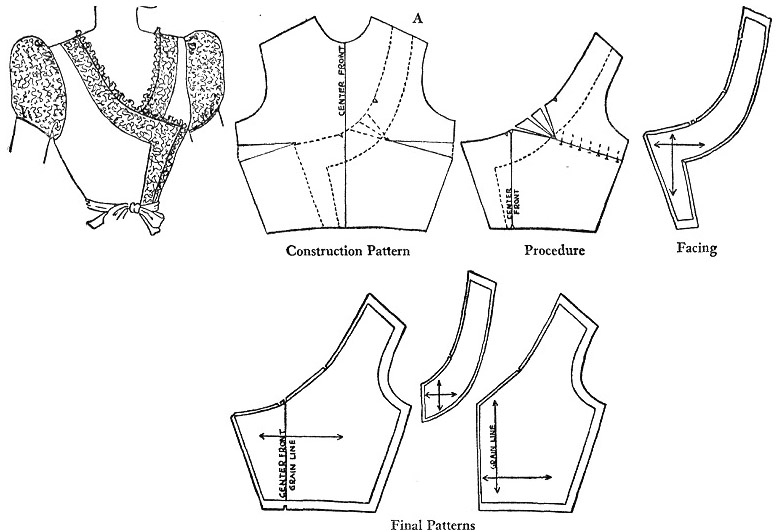 A
CENTER FRONT
CENTER
FRONT
Construction Pattern
Procedure
Facing
CENTER FRONT
GRAIN LINE
GRAIN LINE
Final Patterns